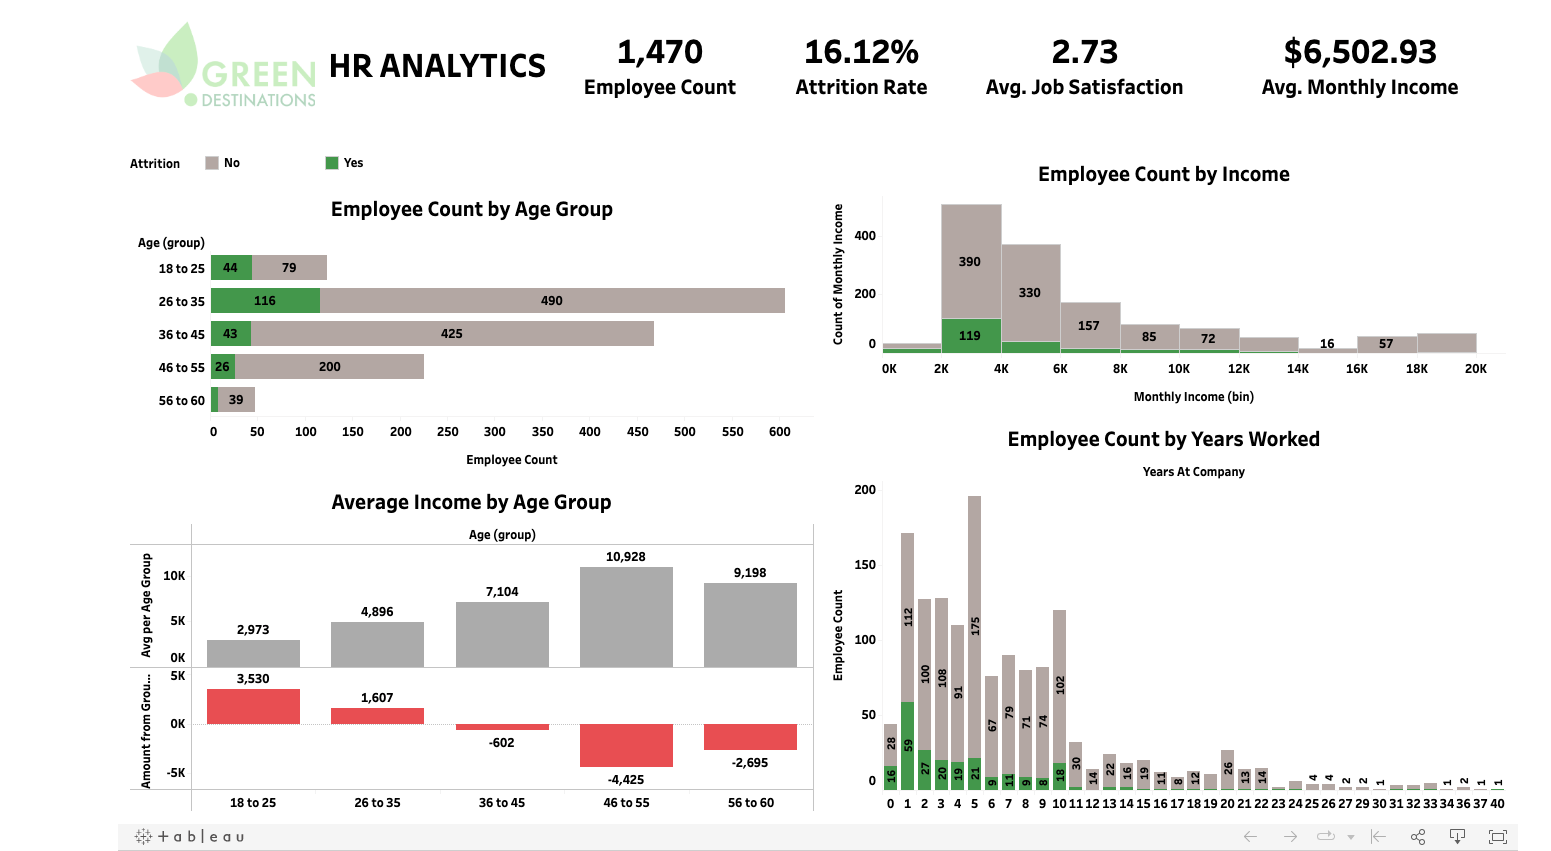 GREEN
DESTINATIONS
HR ANALYTICS
1,470
Employee Count
16.12%
Attrition Rate
2.73
Avg. Job Satisfaction
$6,502.93
Avg. Monthly Income
Attrition No Yes
Employee Count by Age Group
Age (group)
18 to 25 44 79
26 to 35 116 490
36 to 45 43 425
46 to 55 26 200
56 to 60 39
0 50 100 150 200 250 300 350 400 450 500 550 600
Employee Count
Average Income by Age Group
Age (group)
Avg per Age Group
10K
5K
0K
2,973 4,896 7,104 10,928 9,198
Amount from Grou...
5K
0K
-5K
3,530 1,607 -602 -4,425 -2,695
18 to 25 26 to 35 36 to 45 46 to 55 56 to 60
Employee Count by Income
Count of Monthly Income
400
200
0
390 330 157 85 72 16 57
119
0K 2K 4K 6K 8K 10K 12K 14K 16K 18K 20K
Monthly Income (bin)
Employee Count by Years Worked
Years At Company
Employee Count
200
150
100
50
0
28 112 100 108 91 175 67 79 71 74 102 30 14 22 16 19 11 8 12 26 13 14 4 4 2 2 1 1 2 1 1
16 59 27 20 19 21 9 11 9 8 18
0 1 2 3 4 5 6 7 8 9 10 11 12 13 14 15 16 17 18 19 20 21 22 23 24 25 26 27 29 30 31 32 33 34 36 37 40
+ a b l e a u